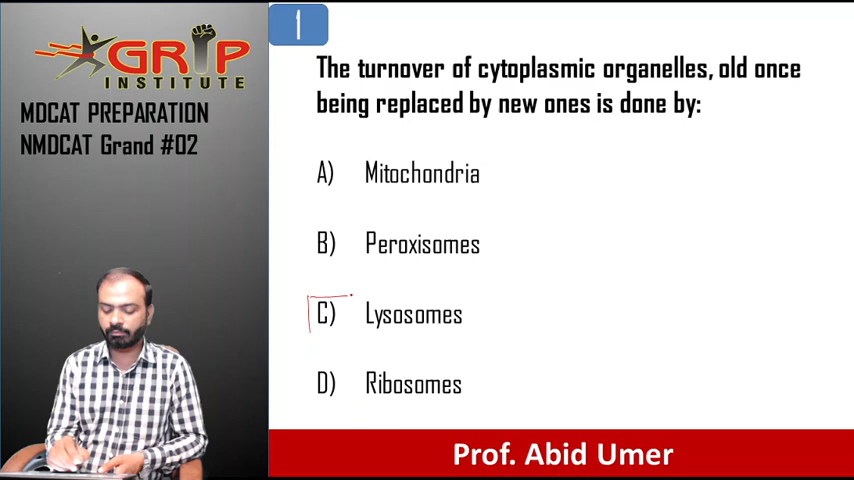 1
GRIP
INSTITUTE
MDCAT PREPARATION
NMDCAT Grand #02
The turnover of cytoplasmic organelles, old once
being replaced by new ones is done by:
A) Mitochondria
B) Peroxisomes
C) Lysosomes
D) Ribosomes
Prof. Abid Umer